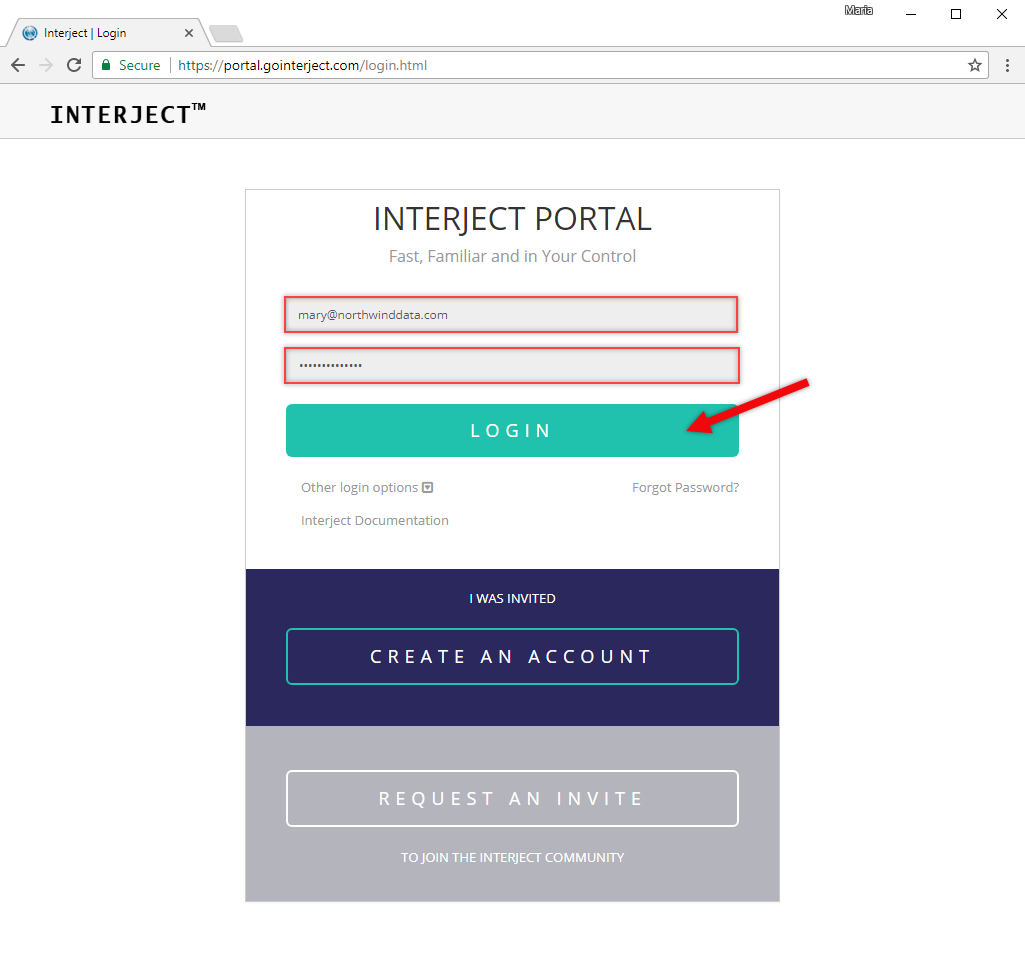 Maria
Interject | Login
Secure https://portal.gointerject.com/login.html
INTERJECT™
INTERJECT PORTAL
Fast, Familiar and in Your Control
mary@northwinddata.com
••••••••••••••
LOGIN
Other login options
Forgot Password?
Interject Documentation
I WAS INVITED
CREATE AN ACCOUNT
REQUEST AN INVITE
TO JOIN THE INTERJECT COMMUNITY